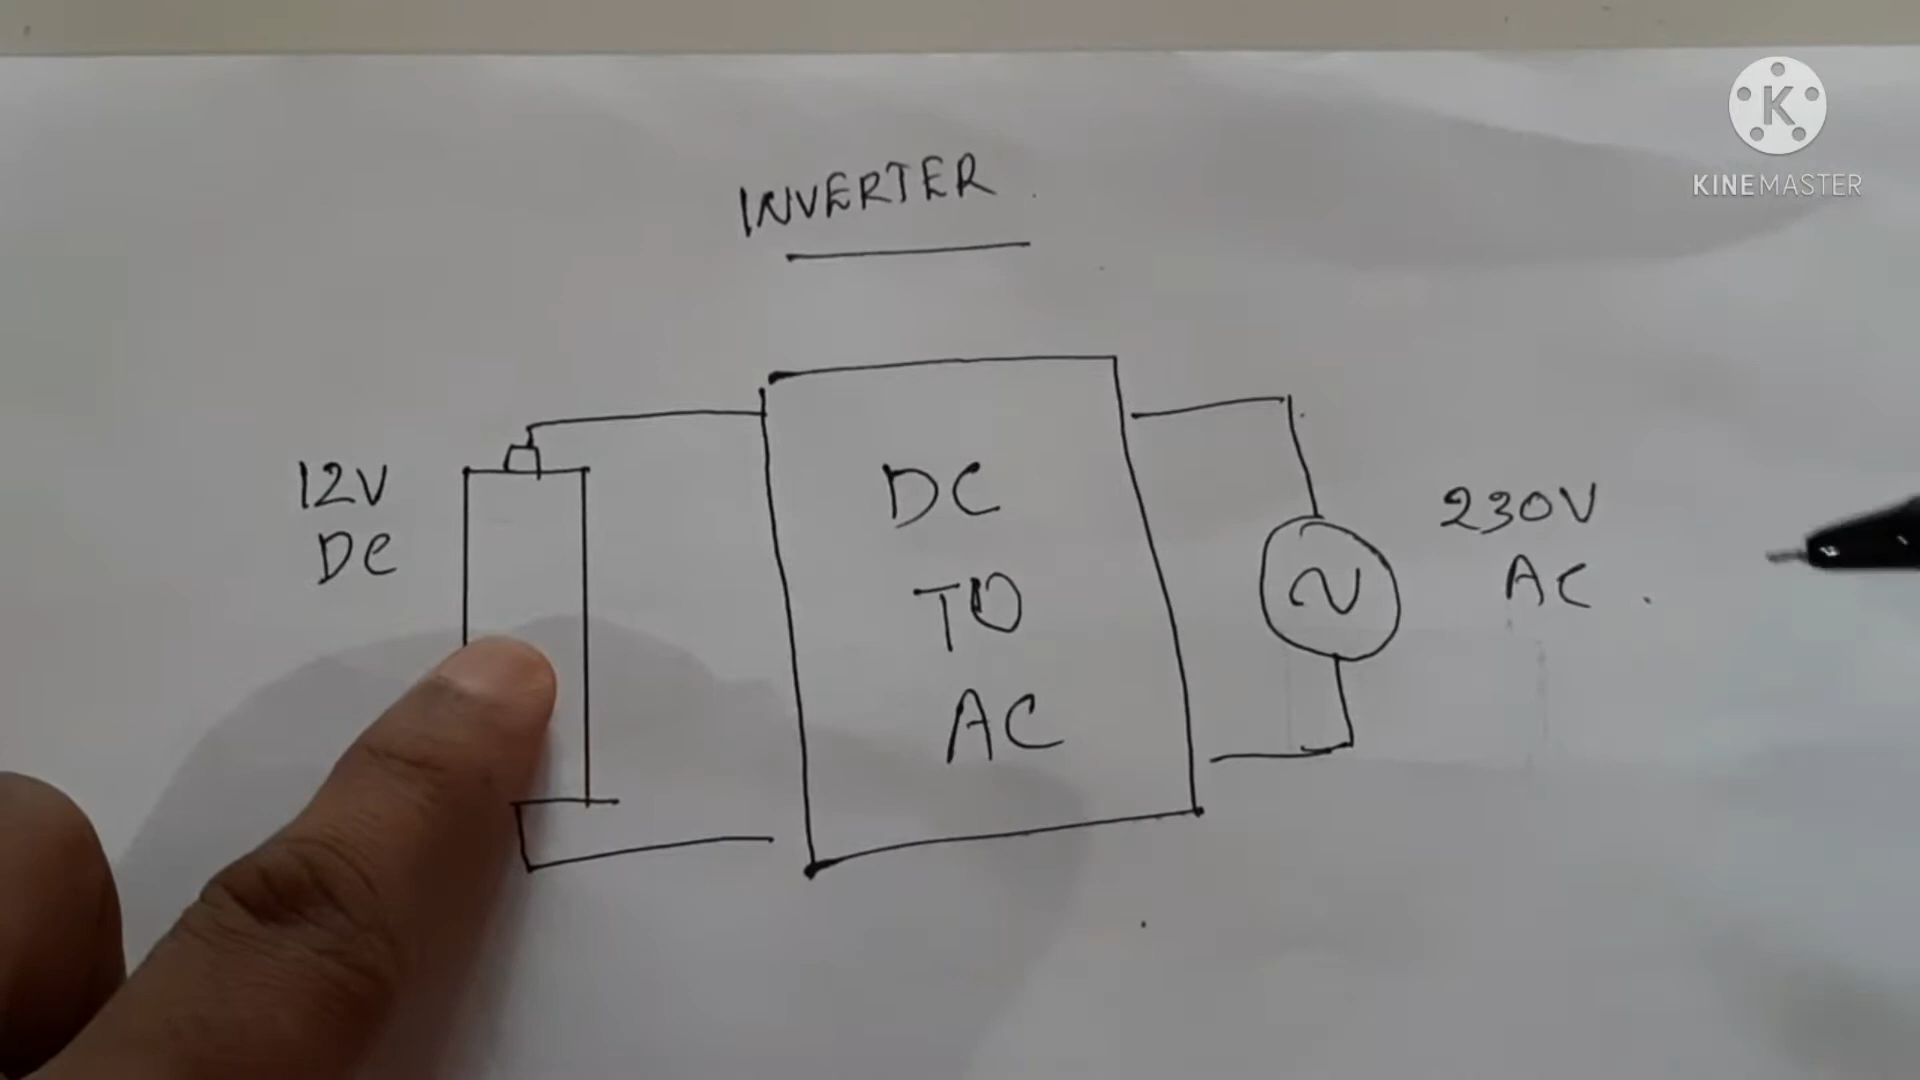 K
KINEMASTER
INVERTER
12V
DC
DC
TO
AC
230V
AC.